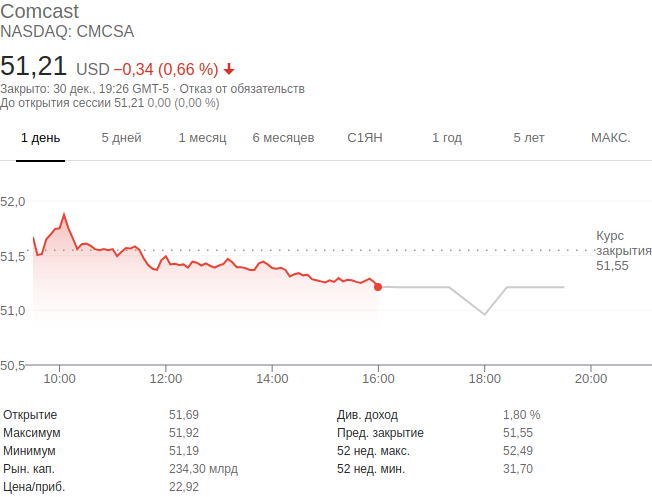 Comcast
NASDAQ: CMCSA
51,21 USD −0,34 (0,66 %)
Закрыто: 30 дек., 19:26 GMT-5 · Отказ от обязательств
До открытия сессии 51,21 0,00 (0,00 %)
1 день 5 дней 1 месяц 6 месяцев С1ЯН 1 год 5 лет МАКС.
52,0
Курс
закрытия
51,5
51,55
51,0
50,5
10:00 12:00 14:00 16:00 18:00 20:00
Открытие 51,69 Див. доход 1,80 %
Максимум 51,92 Пред. закрытие 51,55
Минимум 51,19 52 нед. макс. 52,49
Рын. кап. 234,30 млрд 52 нед. мин. 31,70
Цена/приб. 22,92